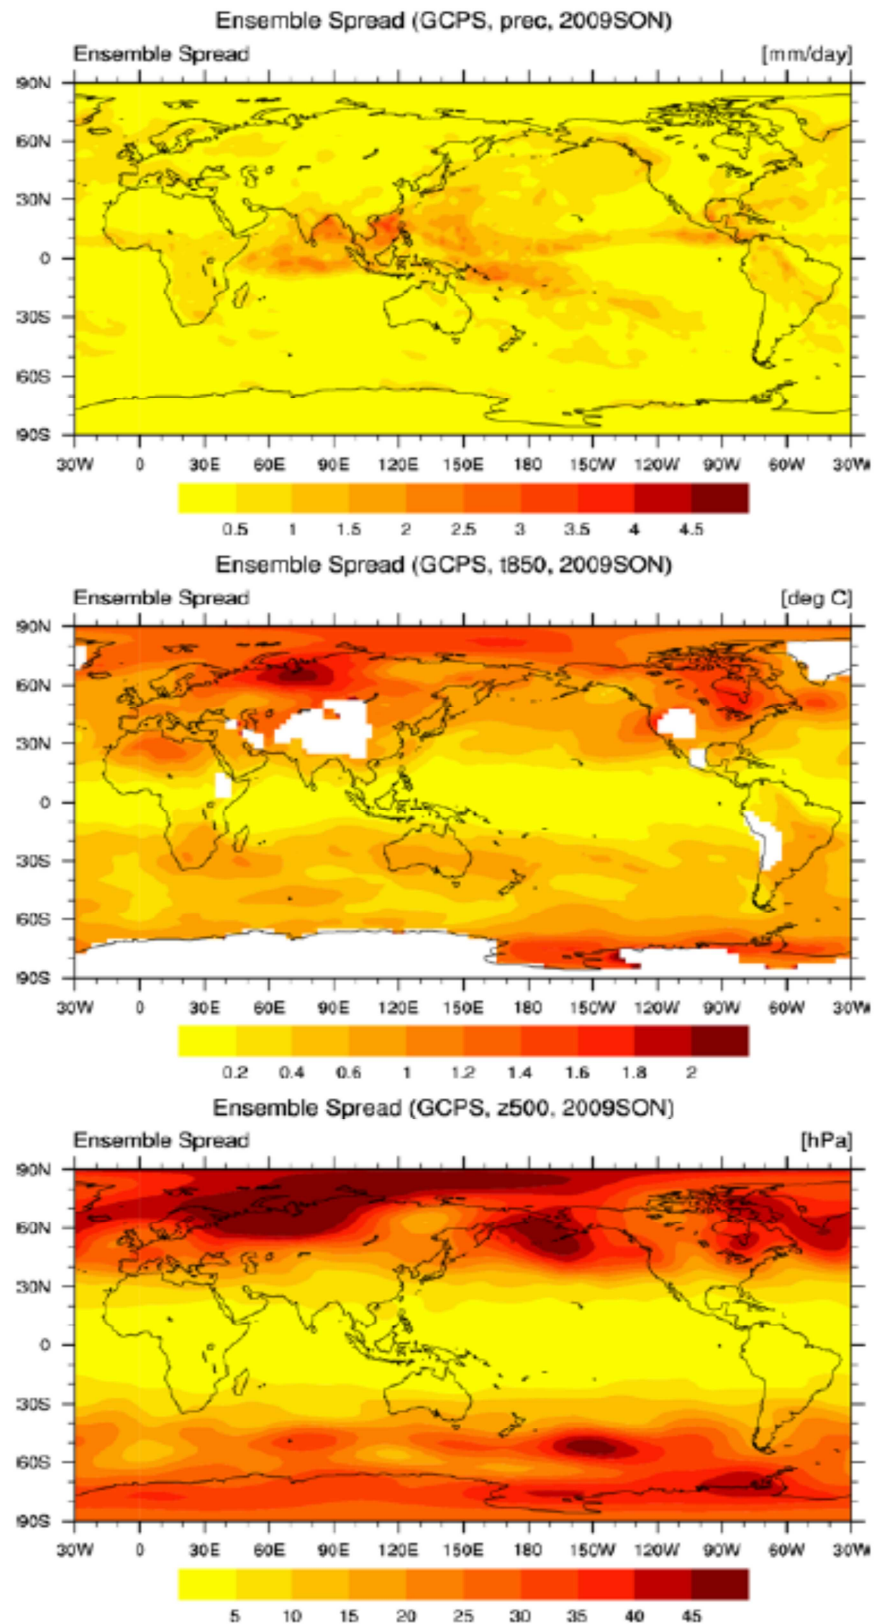 Ensemble Spread (GCPS, prec, 2009SON)
Ensemble Spread [mm/day]
90N
60N
30N
0
30S
60S
90S
30W 0 30E 60E 90E 120E 150E 180 150W 120W 90W 60W 30W
0.5 1 1.5 2 2.5 3 3.5 4 4.5
Ensemble Spread (GCPS, t850, 2009SON)
Ensemble Spread [deg C]
90N
60N
30N
0
30S
60S
90S
30W 0 30E 60E 90E 120E 150E 180 150W 120W 90W 60W 30W
0.2 0.4 0.6 1 1.2 1.4 1.6 1.8 2
Ensemble Spread (GCPS, z500, 2009SON)
Ensemble Spread [hPa]
90N
60N
30N
0
30S
60S
90S
30W 0 30E 60E 90E 120E 150E 180 150W 120W 90W 60W 30W
5 10 15 20 25 30 35 40 45